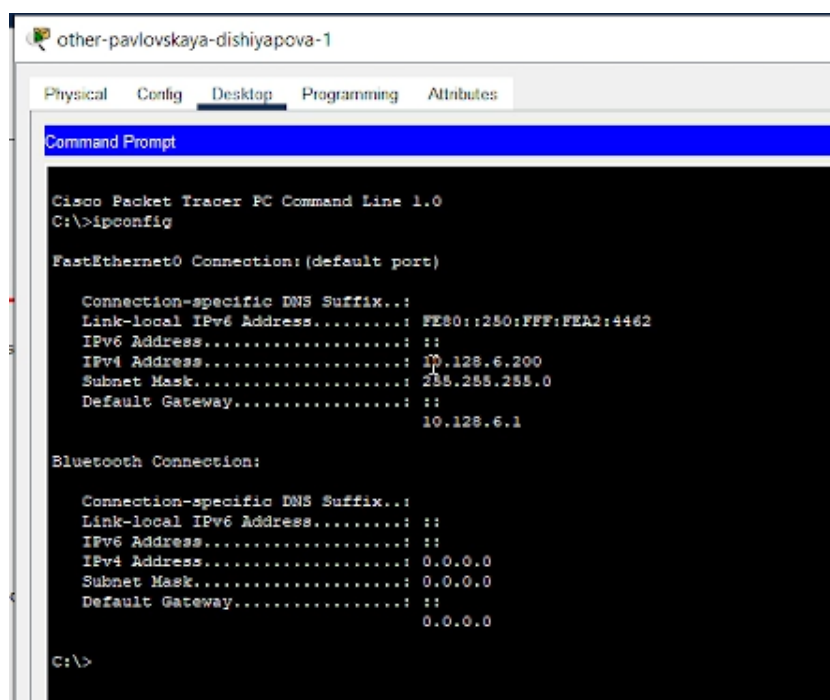 other-pavlovskaya-dishiyapova-1
Physical Config Desktop Programming Attributes
Command Prompt
Cisco Packet Tracer PC Command Line 1.0
C:\>ipconfig
FastEthernet0 Connection:(default port)
Connection-specific DNS Suffix..:
Link-local IPv6 Address.........: FE80::250:FFF:FEA2:4462
IPv6 Address....................: ::
IPv4 Address....................: 10.128.6.200
Subnet Mask.....................: 255.255.255.0
Default Gateway.................: ::
10.128.6.1
Bluetooth Connection:
Connection-specific DNS Suffix..:
Link-local IPv6 Address.........: ::
IPv6 Address....................: ::
IPv4 Address....................: 0.0.0.0
Subnet Mask.....................: 0.0.0.0
Default Gateway.................: ::
0.0.0.0
C:\>